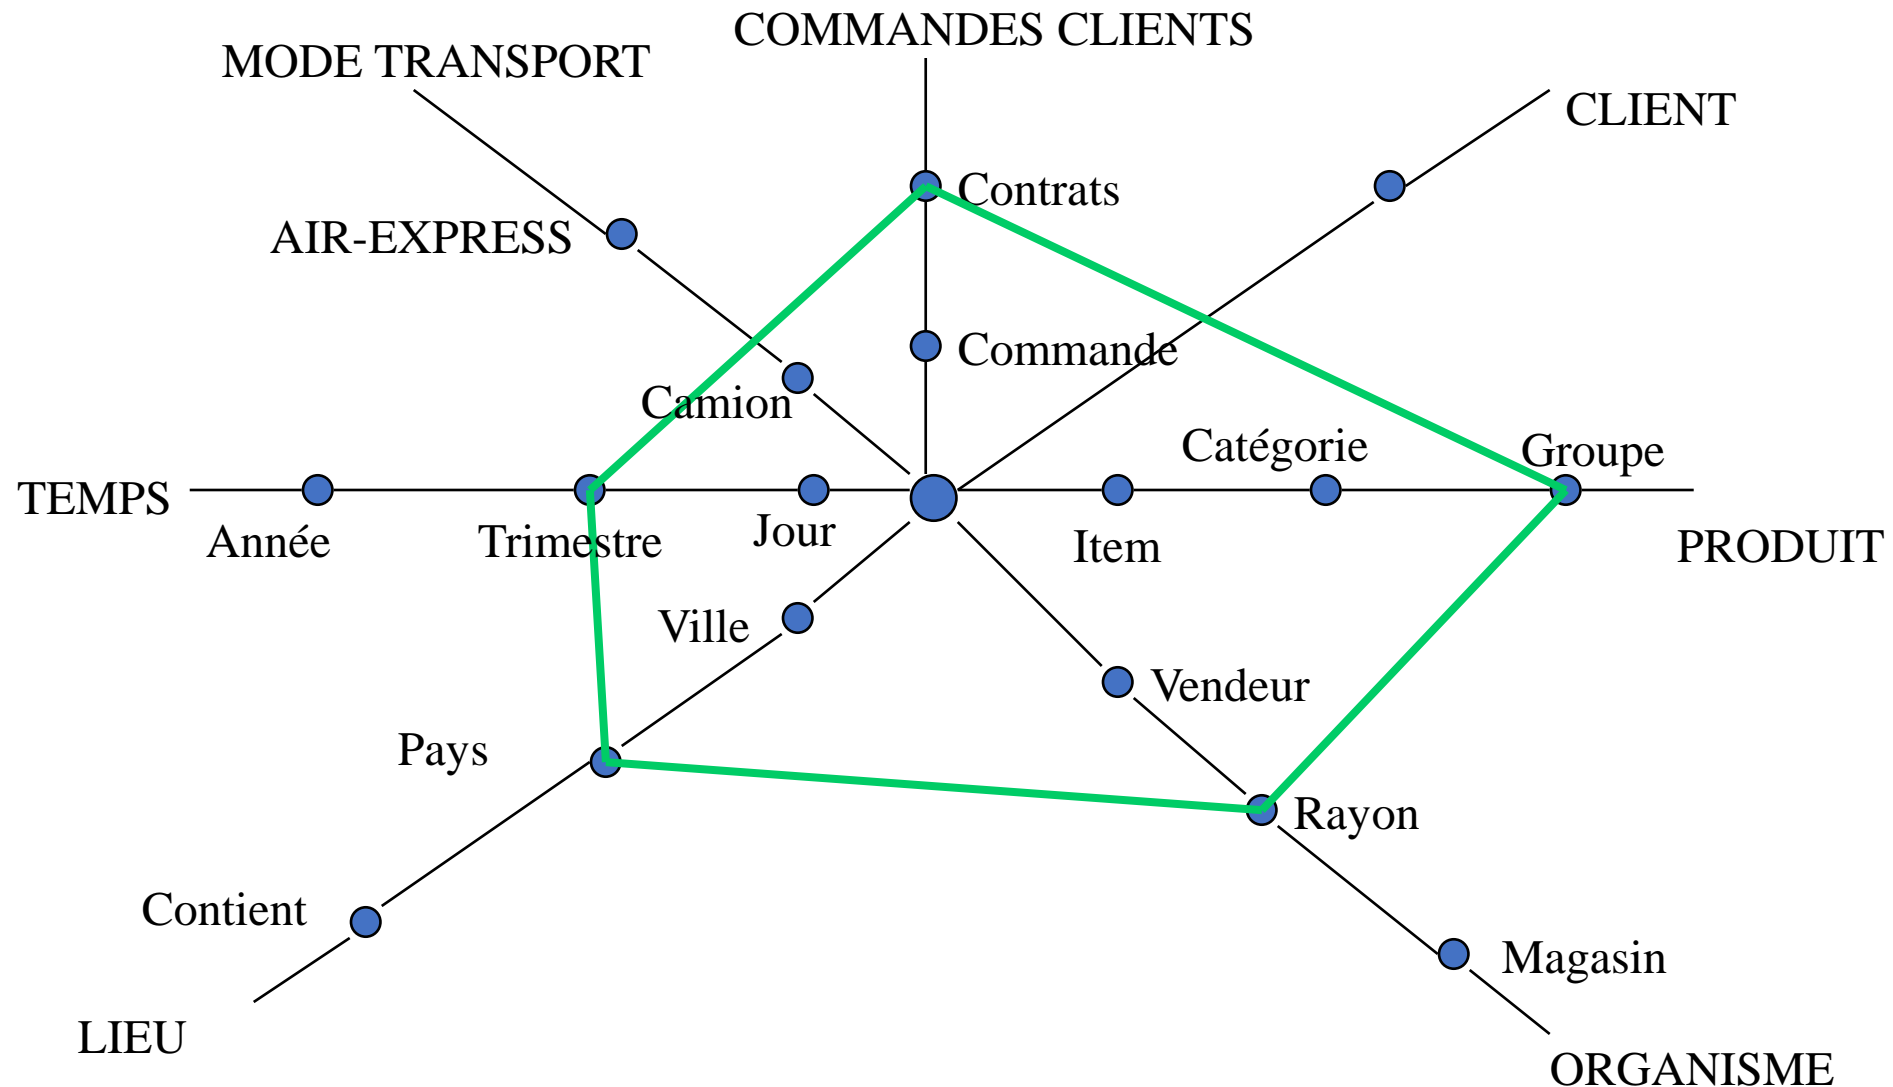 COMMANDES CLIENTS
MODE TRANSPORT
CLIENT
Contrats
AIR-EXPRESS
Commande
Camion
Catégorie
Groupe
TEMPS
Année
Trimestre
Jour
Item
PRODUIT
Ville
Vendeur
Pays
Rayon
Contient
Magasin
LIEU
ORGANISME